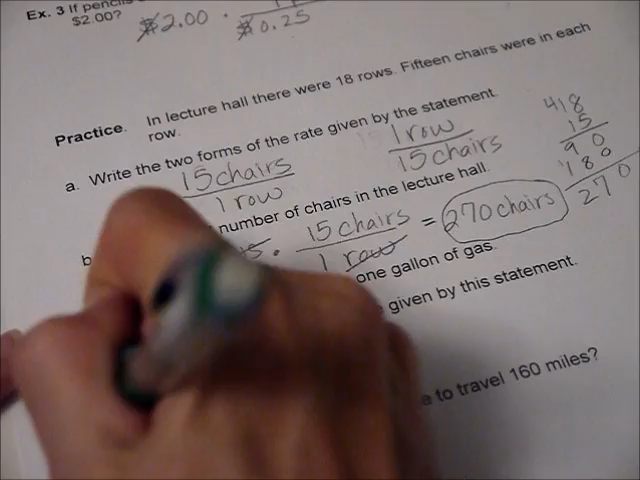 Ex. 3 If pencils
$2.00?
$2.00 ·
$0.25
Practice. In lecture hall there were 18 rows. Fifteen chairs were in each
row.
a. Write the two forms of the rate given by the statement.
15 chairs
1 row
1 row
15 chairs
418
15
90
180
270
b
number of chairs in the lecture hall.
· 15 chairs
1 row
= 270 chairs
one gallon of gas.
given by this statement.
to travel 160 miles?